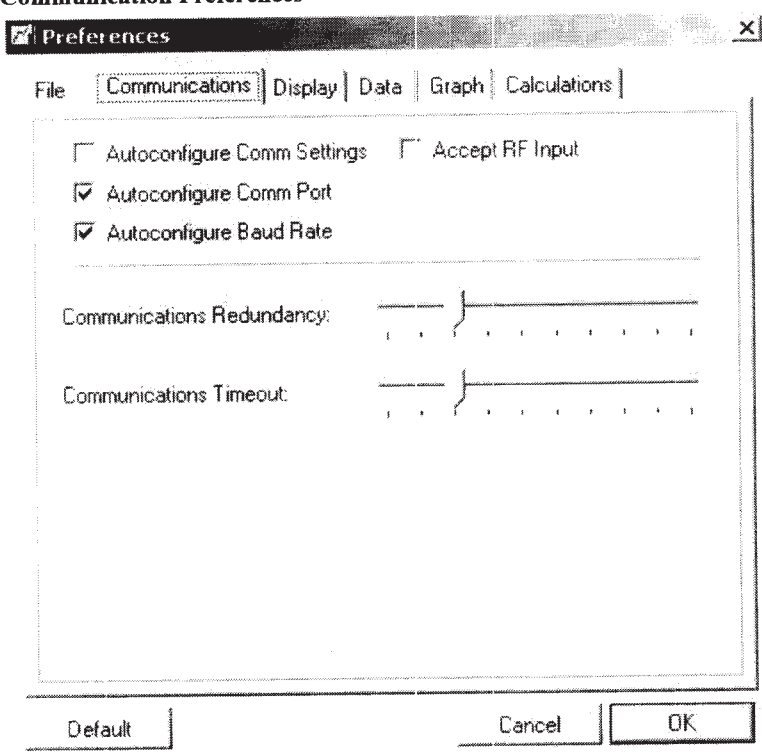 Communication Preferences
Preferences
File Communications Display Data Graph Calculations
Autoconfigure Comm Settings Accept RF Input
Autoconfigure Comm Port
Autoconfigure Baud Rate
Communications Redundancy:
Communications Timeout:
Default Cancel OK